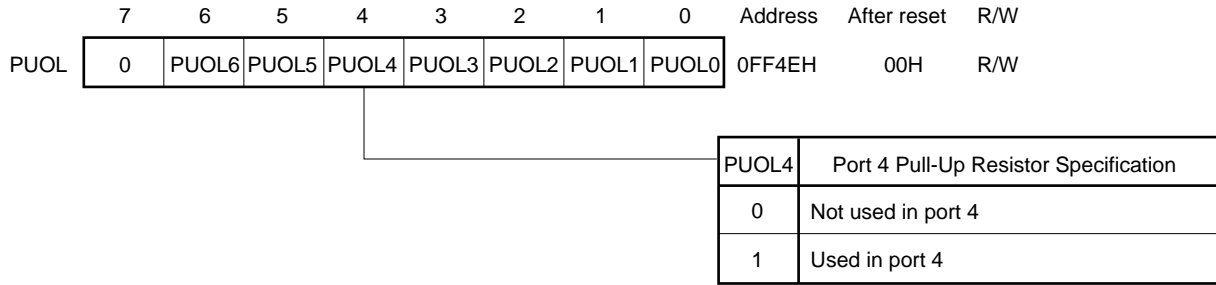 7 6 5 4 3 2 1 0 Address After reset R/W
PUOL 0 PUOL6 PUOL5 PUOL4 PUOL3 PUOL2 PUOL1 PUOL0 0FF4EH 00H R/W
PUOL4 Port 4 Pull-Up Resistor Specification
0 Not used in port 4
1 Used in port 4